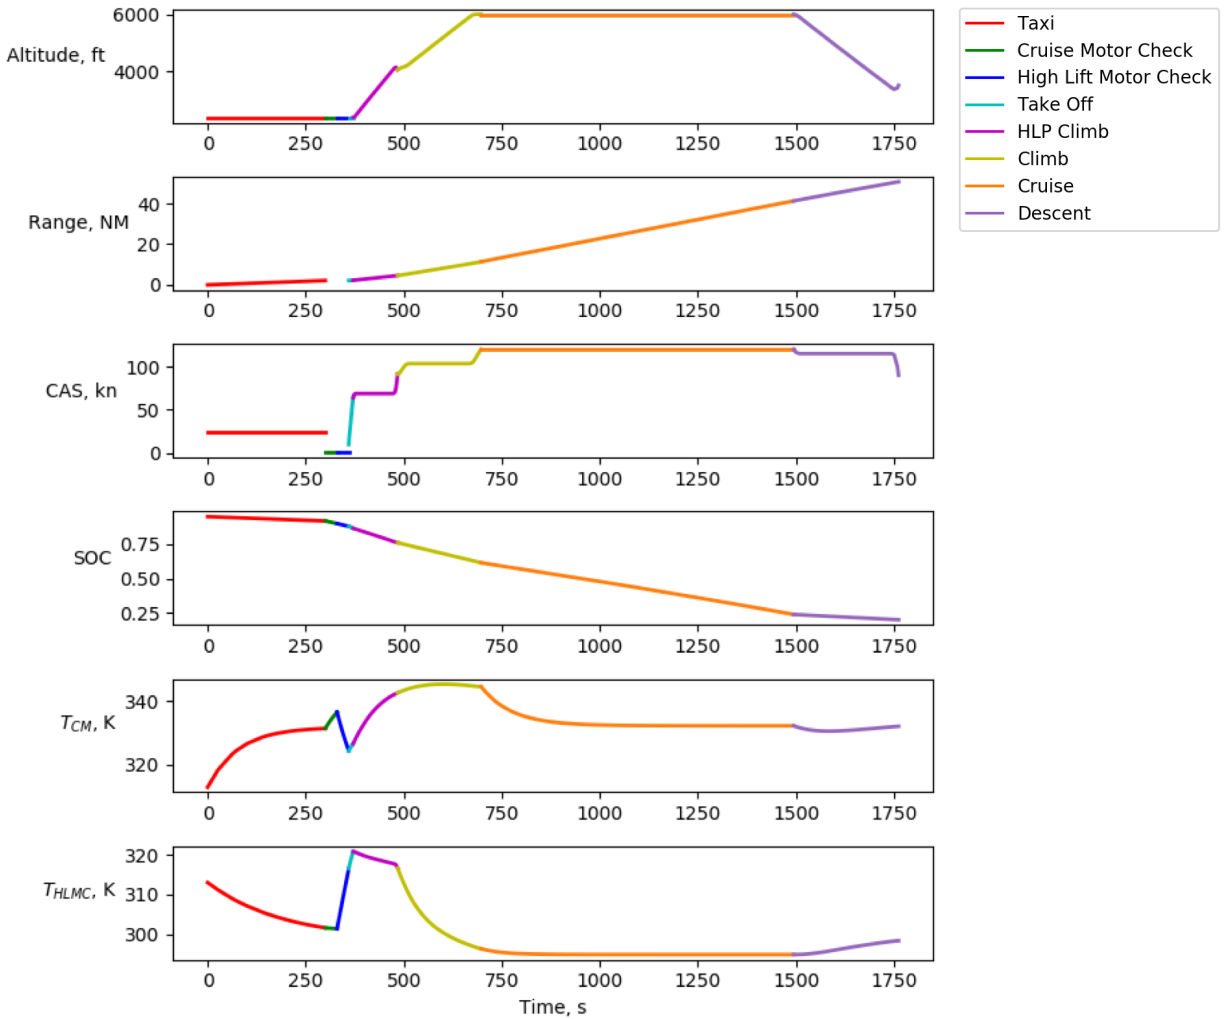 6000
Altitude, ft
4000
0 250 500 750 1000 1250 1500 1750
Taxi
Cruise Motor Check
High Lift Motor Check
Take Off
HLP Climb
Climb
Cruise
Descent
40
Range, NM
20
0
0 250 500 750 1000 1250 1500 1750
100
CAS, kn
50
0
0 250 500 750 1000 1250 1500 1750
0.75
SOC
0.50
0.25
0 250 500 750 1000 1250 1500 1750
340
T_{CM}, K
320
0 250 500 750 1000 1250 1500 1750
320
T_{HLMC}, K
310
300
0 250 500 750 1000 1250 1500 1750
Time, s